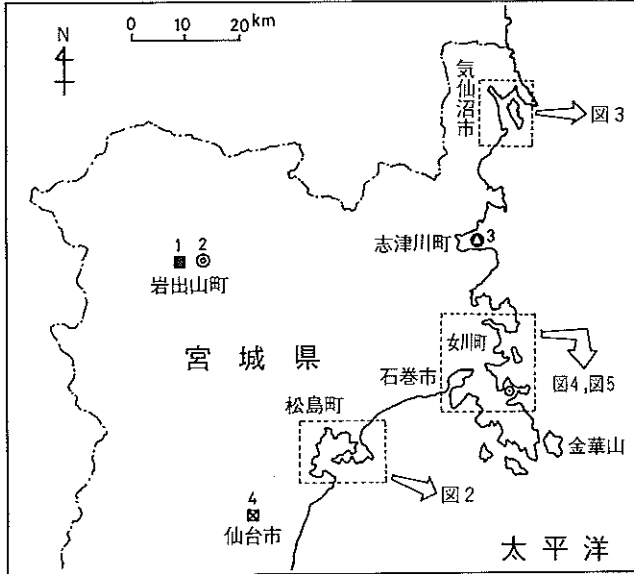 N
0 10 20 km
気仙沼市
図3
志津川町
3
1 2
岩出山町
宮城県
女川町
石巻市
図4,図5
松島町
金華山
図2
4
仙台市
太平洋